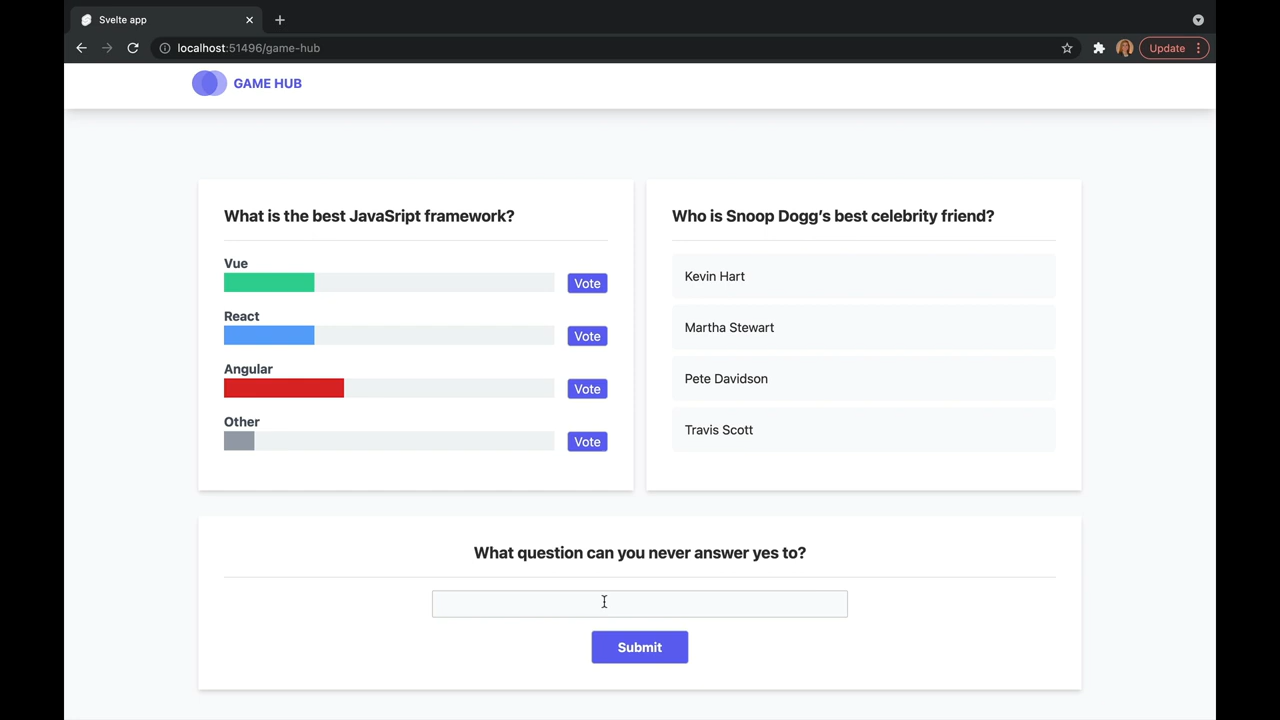 Svelte app
localhost:51496/game-hub
Update
GAME HUB
What is the best JavaSript framework?
Vue
Vote
React
Vote
Angular
Vote
Other
Vote
Who is Snoop Dogg’s best celebrity friend?
Kevin Hart
Martha Stewart
Pete Davidson
Travis Scott
What question can you never answer yes to?
Submit